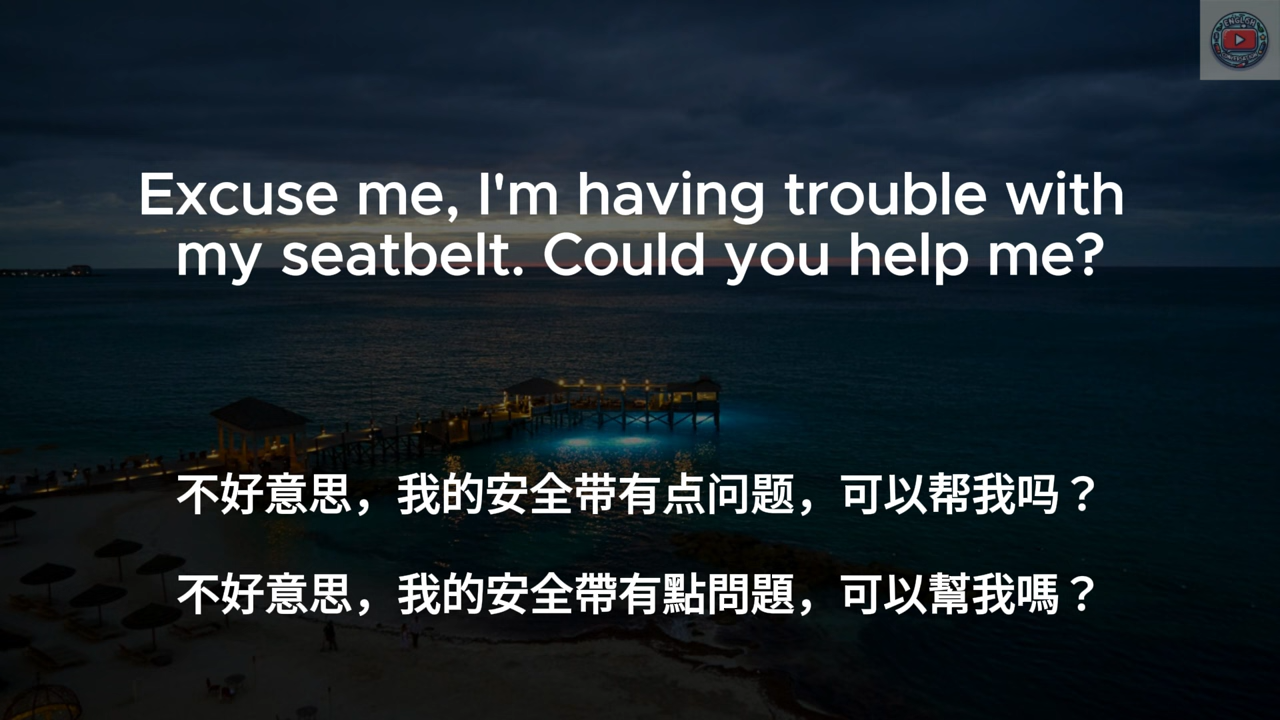 Excuse me, I'm having trouble with
my seatbelt. Could you help me?
不好意思，我的安全带有点问题，可以帮我吗？
不好意思，我的安全帶有點問題，可以幫我嗎？